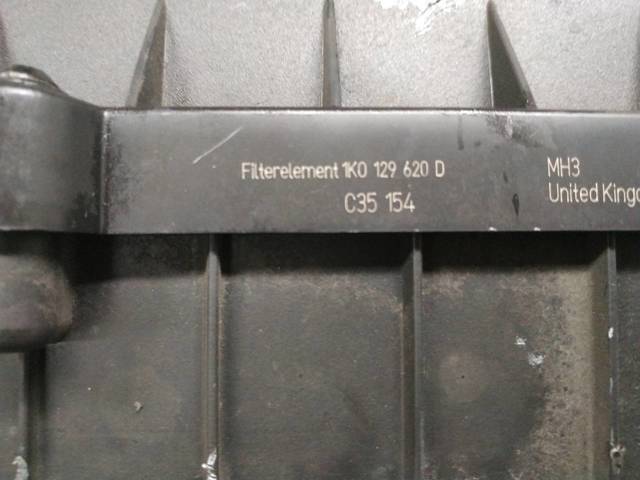 Filterelement 1K0 129 620 D
C35 154
MH3
United